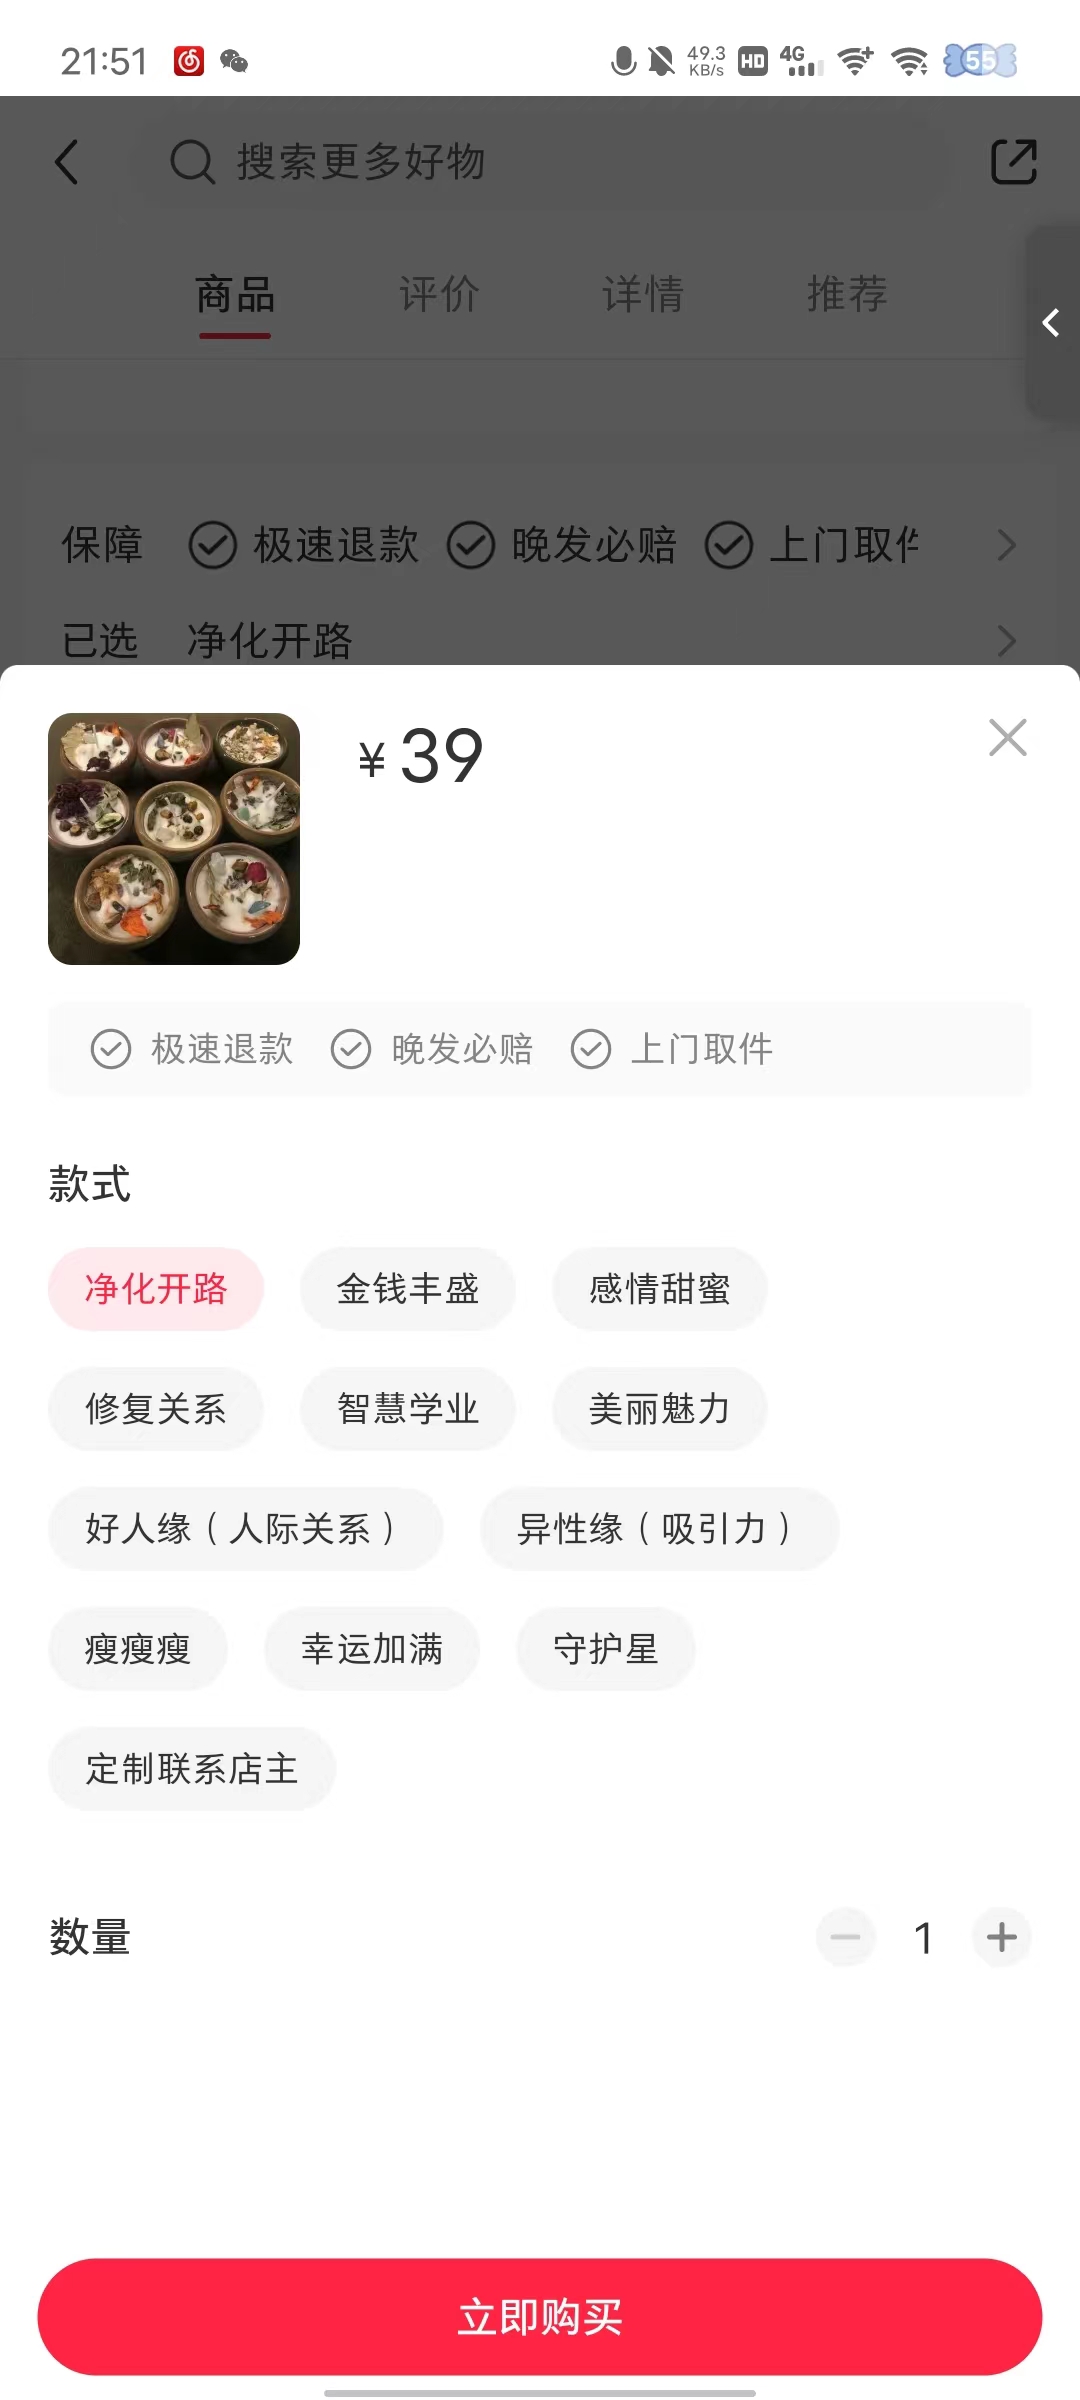 21:51 49.3 KB/s HD 4G 55
搜索更多好物
商品 评价 详情 推荐
保障 极速退款 晚发必赔 上门取件
已选 净化开路
¥39
极速退款 晚发必赔 上门取件
款式
净化开路 金钱丰盛 感情甜蜜
修复关系 智慧学业 美丽魅力
好人缘（人际关系） 异性缘（吸引力）
瘦瘦瘦 幸运加满 守护星
定制联系店主
数量 1
立即购买